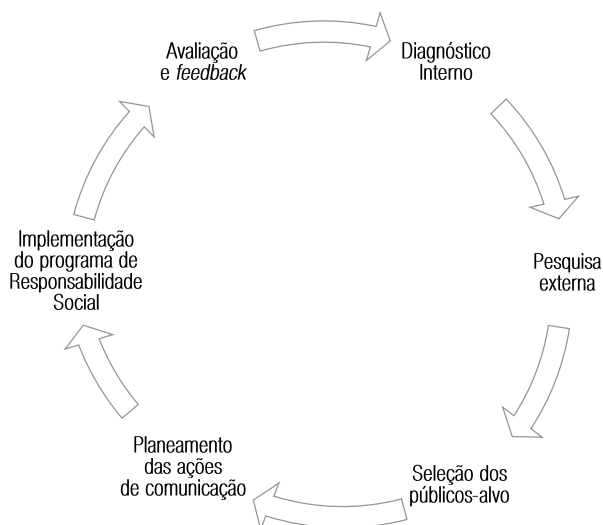 Avaliação
e feedback
Diagnóstico
Interno
Pesquisa
externa
Seleção dos
públicos-alvo
Planeamento
das ações
de comunicação
Implementação
do programa de
Responsabilidade
Social